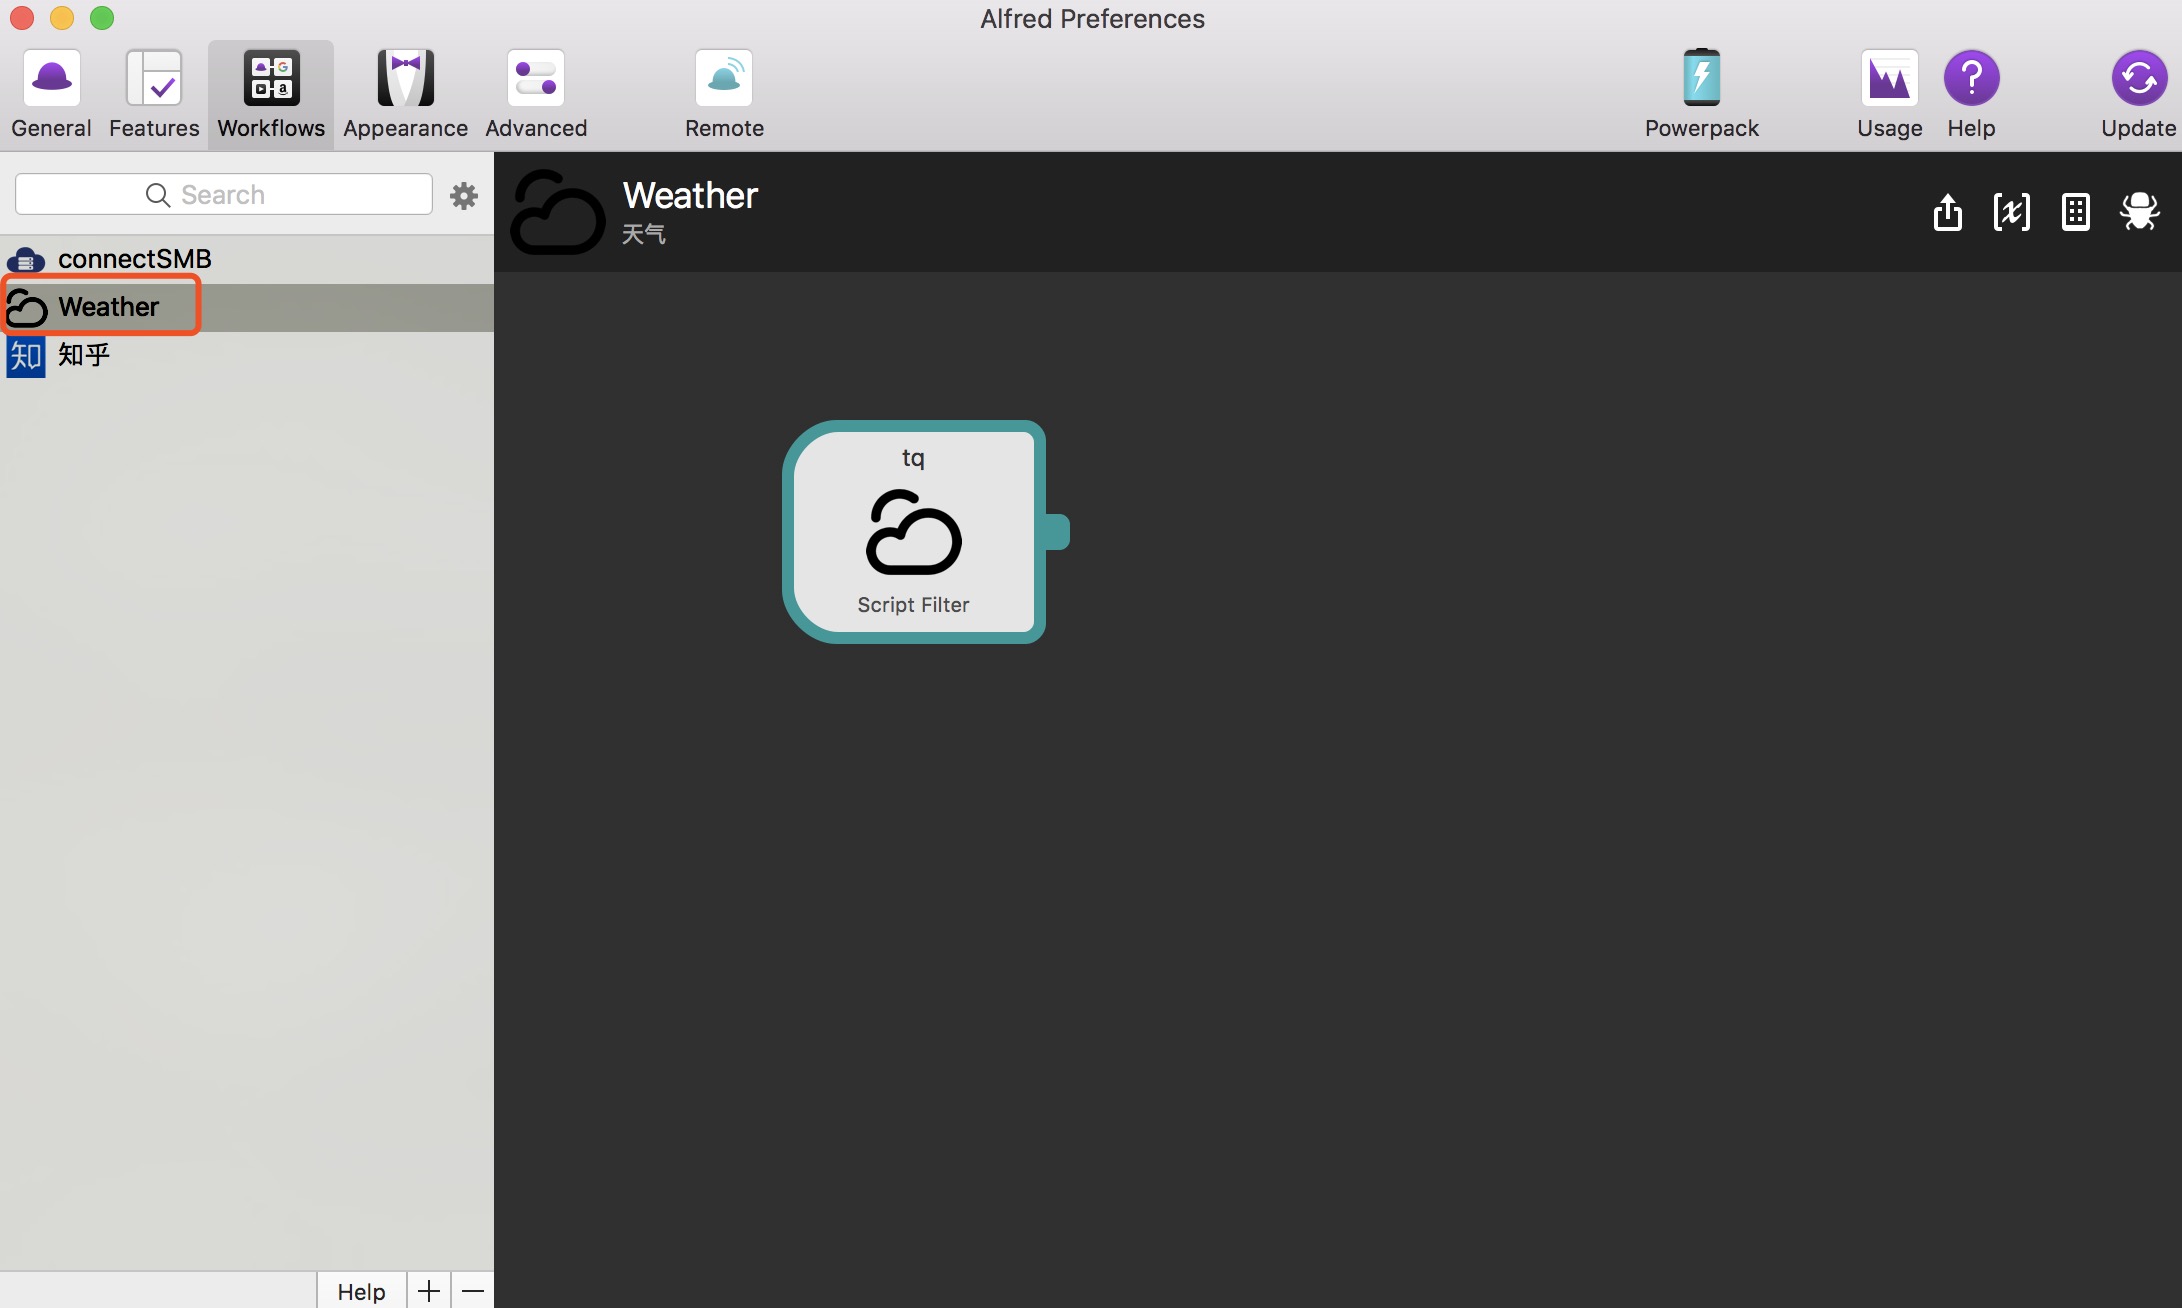 Alfred Preferences
General
Features
Workflows
Appearance
Advanced
Remote
Powerpack
Usage
Help
Update
Search
connectSMB
Weather
知 知乎
Weather
天气
tq
Script Filter
Help